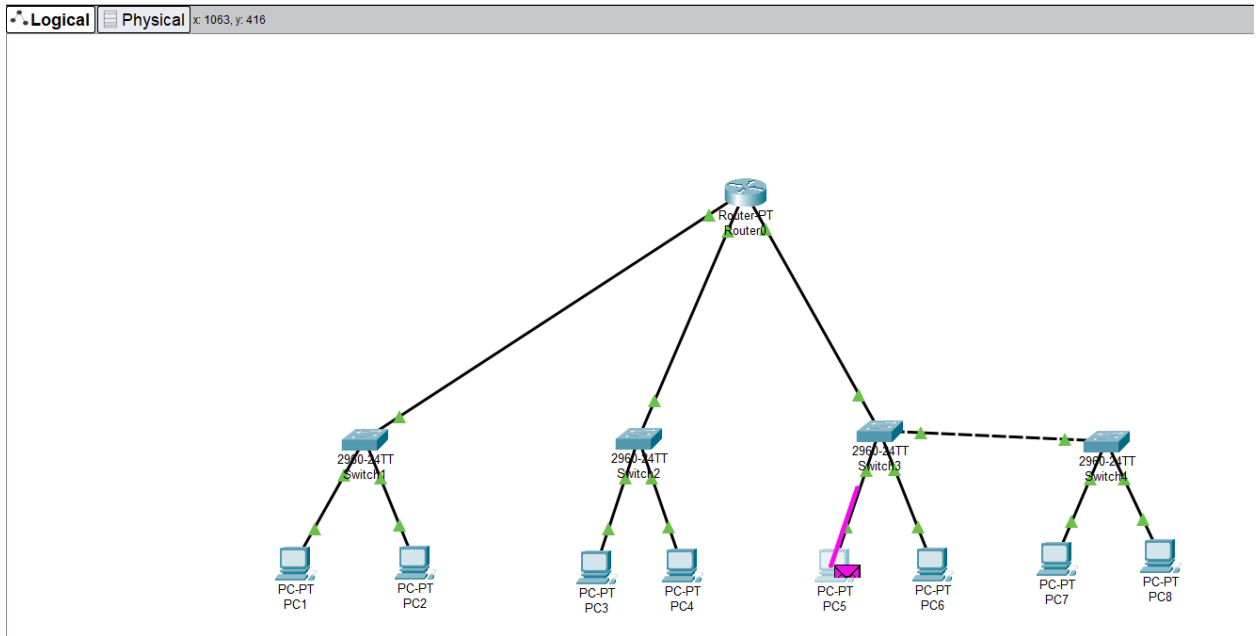 Logical Physical x: 1063, y: 416
Router-PT
Router0
2960-24TT
Switch1
2960-24TT
Switch2
2960-24TT
Switch3
2960-24TT
Switch4
PC-PT
PC1
PC-PT
PC2
PC-PT
PC3
PC-PT
PC4
PC-PT
PC5
PC-PT
PC6
PC-PT
PC7
PC-PT
PC8